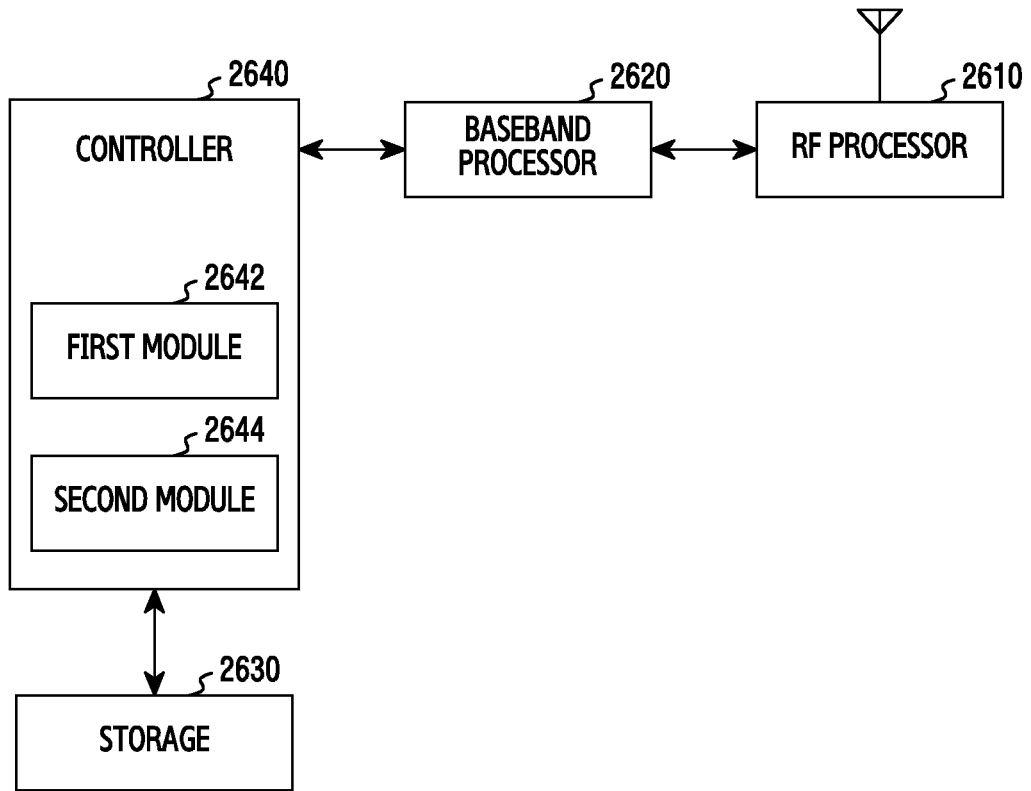 2640
CONTROLLER
2620
BASEBAND
PROCESSOR
2610
RF PROCESSOR
2642
FIRST MODULE
2644
SECOND MODULE
2630
STORAGE